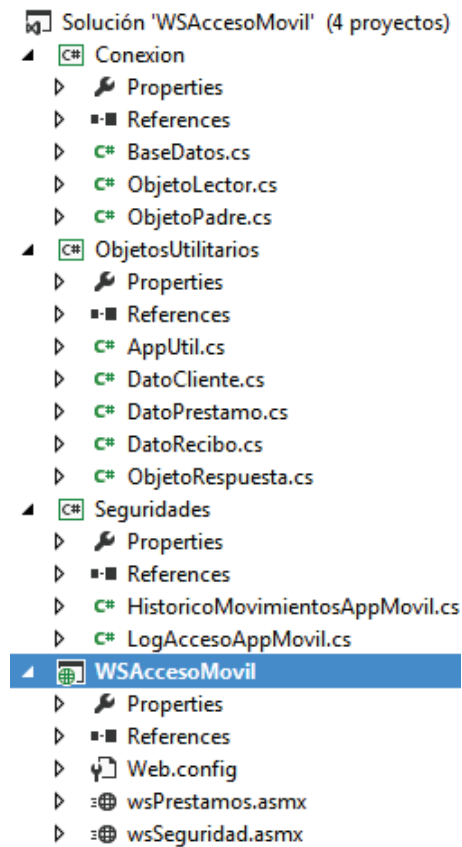 Solución 'WSAccesoMovil' (4 proyectos)
C# Conexion
Properties
References
C# BaseDatos.cs
C# ObjetoLector.cs
C# ObjetoPadre.cs
C# ObjetosUtilitarios
Properties
References
C# AppUtil.cs
C# DatoCliente.cs
C# DatoPrestamo.cs
C# DatoRecibo.cs
C# ObjetoRespuesta.cs
C# Seguridades
Properties
References
C# HistoricoMovimientosAppMovil.cs
C# LogAccesoAppMovil.cs
WSAccesoMovil
Properties
References
Web.config
wsPrestamos.asmx
wsSeguridad.asmx